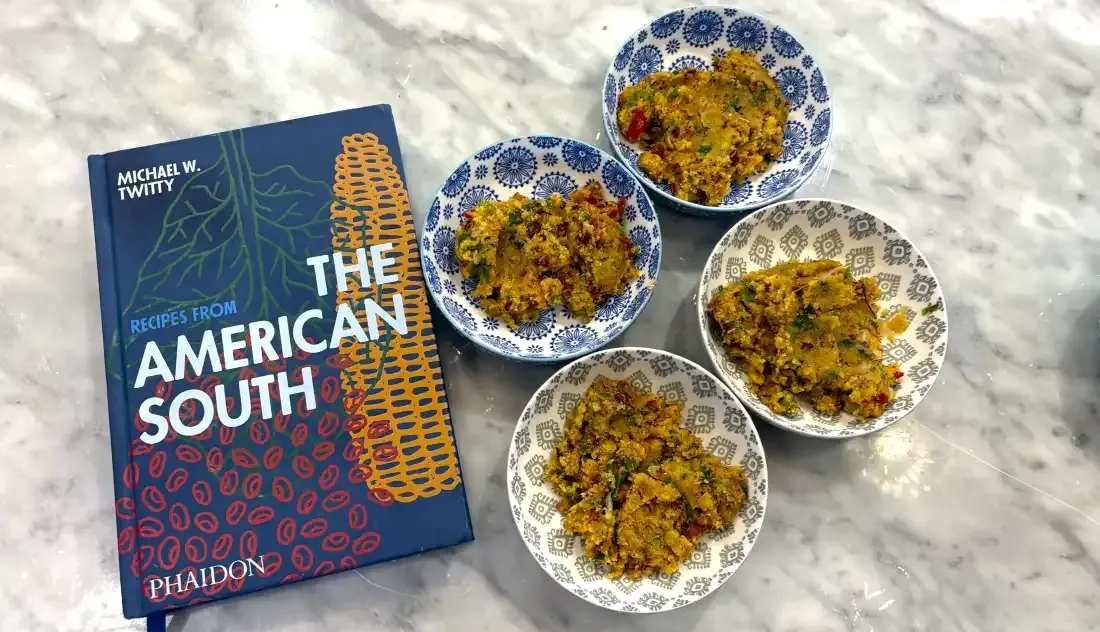 MICHAEL W.
TWITTY
RECIPES FROM
THE
AMERICAN
SOUTH
PHAIDON